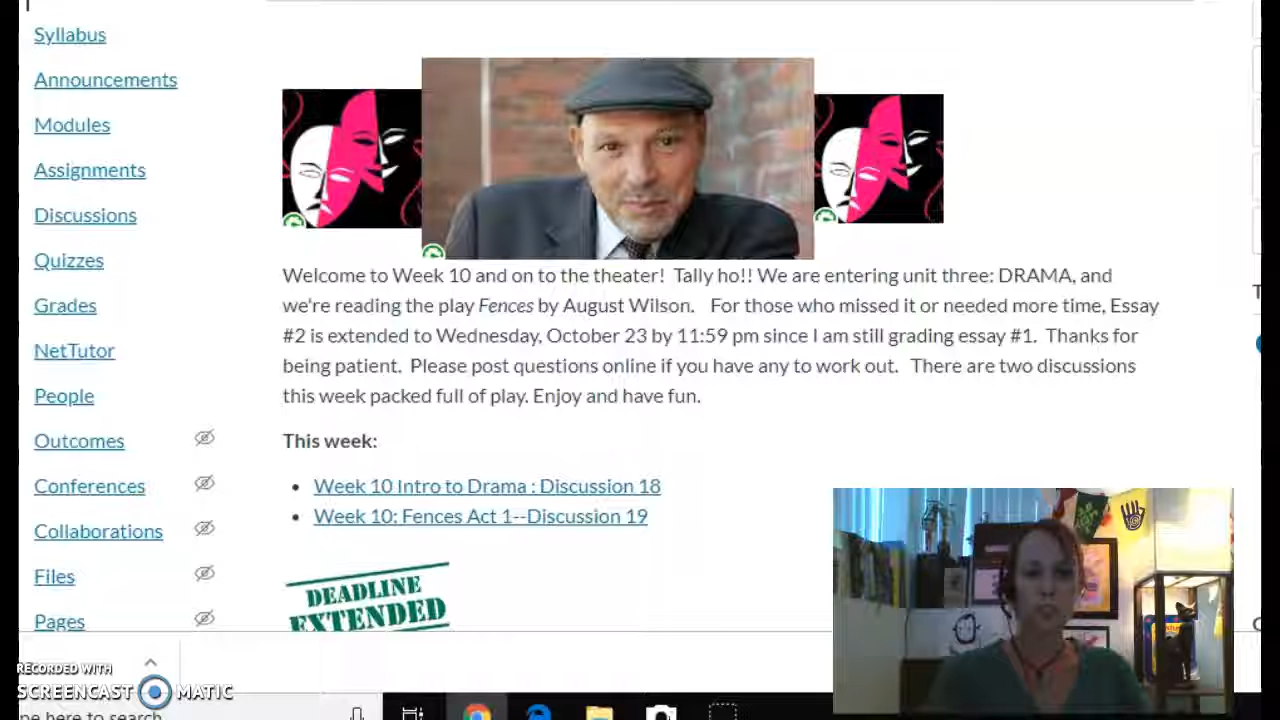 Syllabus
Announcements
Modules
Assignments
Discussions
Quizzes
Grades
NetTutor
People
Outcomes
Conferences
Collaborations
Files
Pages
Welcome to Week 10 and on to the theater! Tally ho!! We are entering unit three: DRAMA, and
we're reading the play Fences by August Wilson. For those who missed it or needed more time, Essay
#2 is extended to Wednesday, October 23 by 11:59 pm since I am still grading essay #1. Thanks for
being patient. Please post questions online if you have any to work out. There are two discussions
this week packed full of play. Enjoy and have fun.
This week:
• Week 10 Intro to Drama : Discussion 18
• Week 10: Fences Act 1--Discussion 19
DEADLINE
EXTENDED
RECORDED WITH
SCREENCAST MATIC
pe here to search